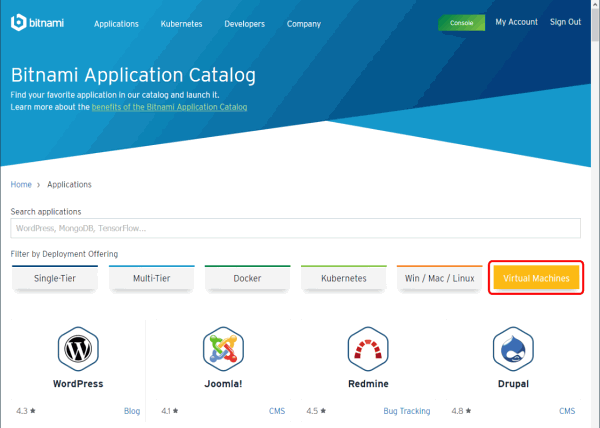 bitnami
Applications
Kubernetes
Developers
Company
Console
My Account
Sign Out
Bitnami Application Catalog
Find your favorite application in our catalog and launch it.
Learn more about the benefits of the Bitnami Application Catalog
Home > Applications
Search applications
WordPress, MongoDB, TensorFlow...
Filter by Deployment Offering
Single-Tier
Multi-Tier
Docker
Kubernetes
Win / Mac / Linux
Virtual Machines
WordPress
Joomla!
Redmine
Drupal
4.3 ★
Blog
4.1 ★
CMS
4.5 ★
Bug Tracking
4.8 ★
CMS